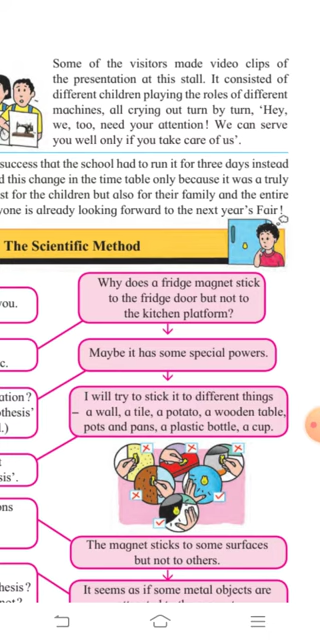 Some of the visitors made video clips of
the presentation at this stall. It consisted of
different children playing the roles of different
machines, all crying out turn by turn, ‘Hey,
we, too, need your attention! We can serve
you well only if you take care of us’.
success that the school had to run it for three days instead
d this change in the time table only because it was a truly
st for the children but also for their family and the entire
yone is already looking forward to the next year’s Fair!
The Scientific Method
Why does a fridge magnet stick
to the fridge door but not to
the kitchen platform?
you.
Maybe it has some special powers.
c.
I will try to stick it to different things
– a wall, a tile, a potato, a wooden table,
pots and pans, a plastic bottle, a cup.
ation?
othesis’
.)
sis’.
ons
The magnet sticks to some surfaces
but not to others.
hesis?
It seems as if some metal objects are